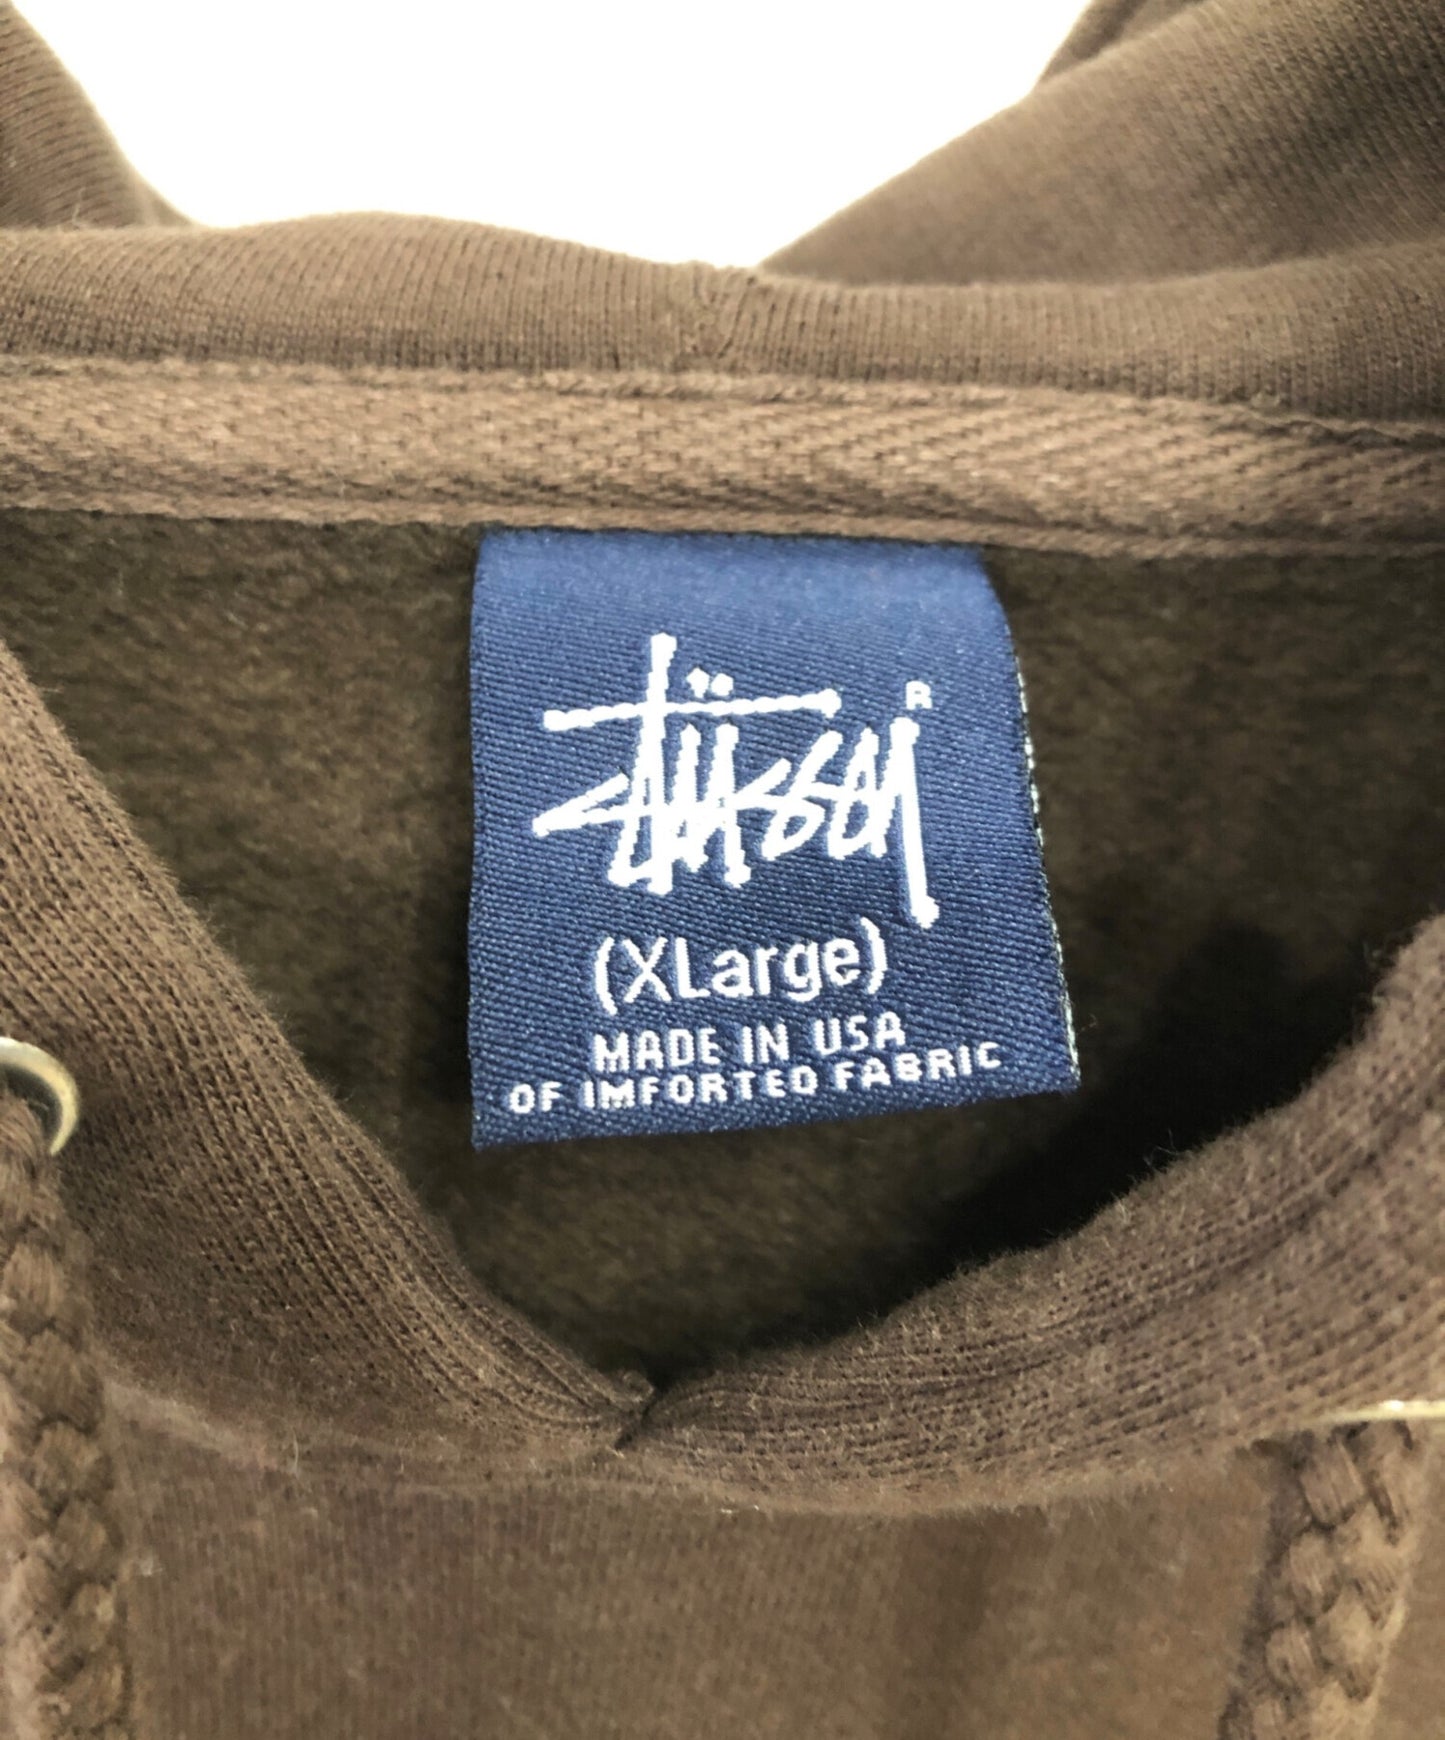 Stüssy R
(XLarge)
MADE IN USA
OF IMPORTED FABRIC